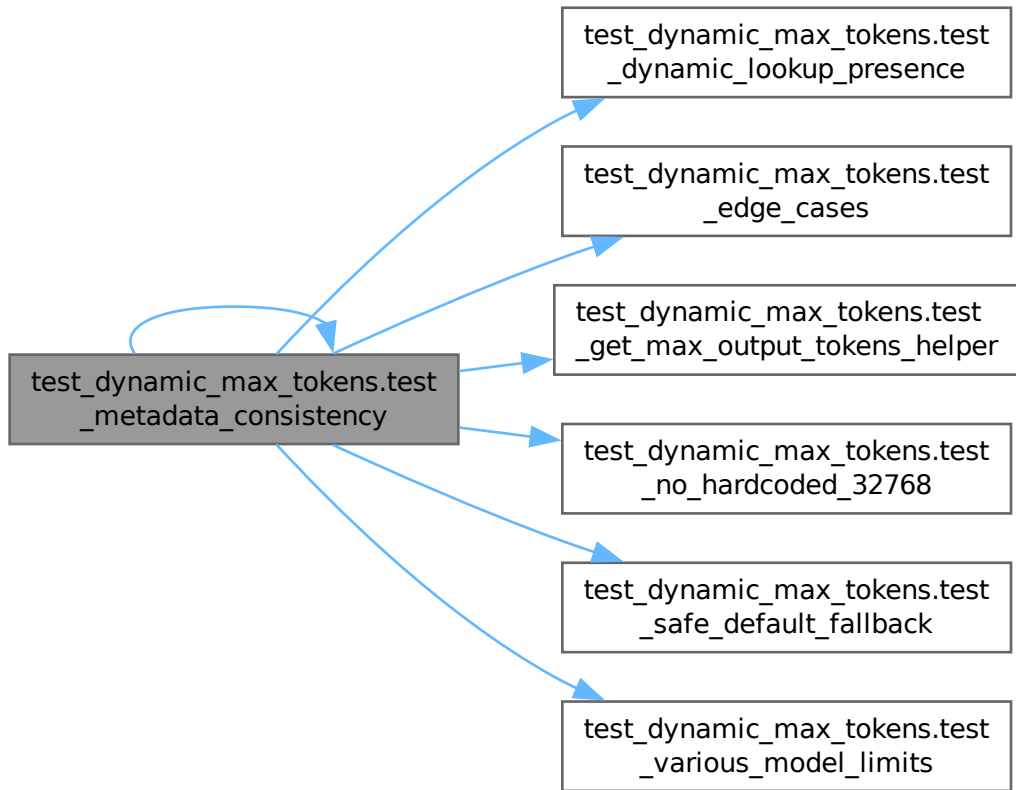 test_dynamic_max_tokens.test
_dynamic_lookup_presence
test_dynamic_max_tokens.test
_edge_cases
test_dynamic_max_tokens.test
_get_max_output_tokens_helper
test_dynamic_max_tokens.test
_metadata_consistency
test_dynamic_max_tokens.test
_no_hardcoded_32768
test_dynamic_max_tokens.test
_safe_default_fallback
test_dynamic_max_tokens.test
_various_model_limits